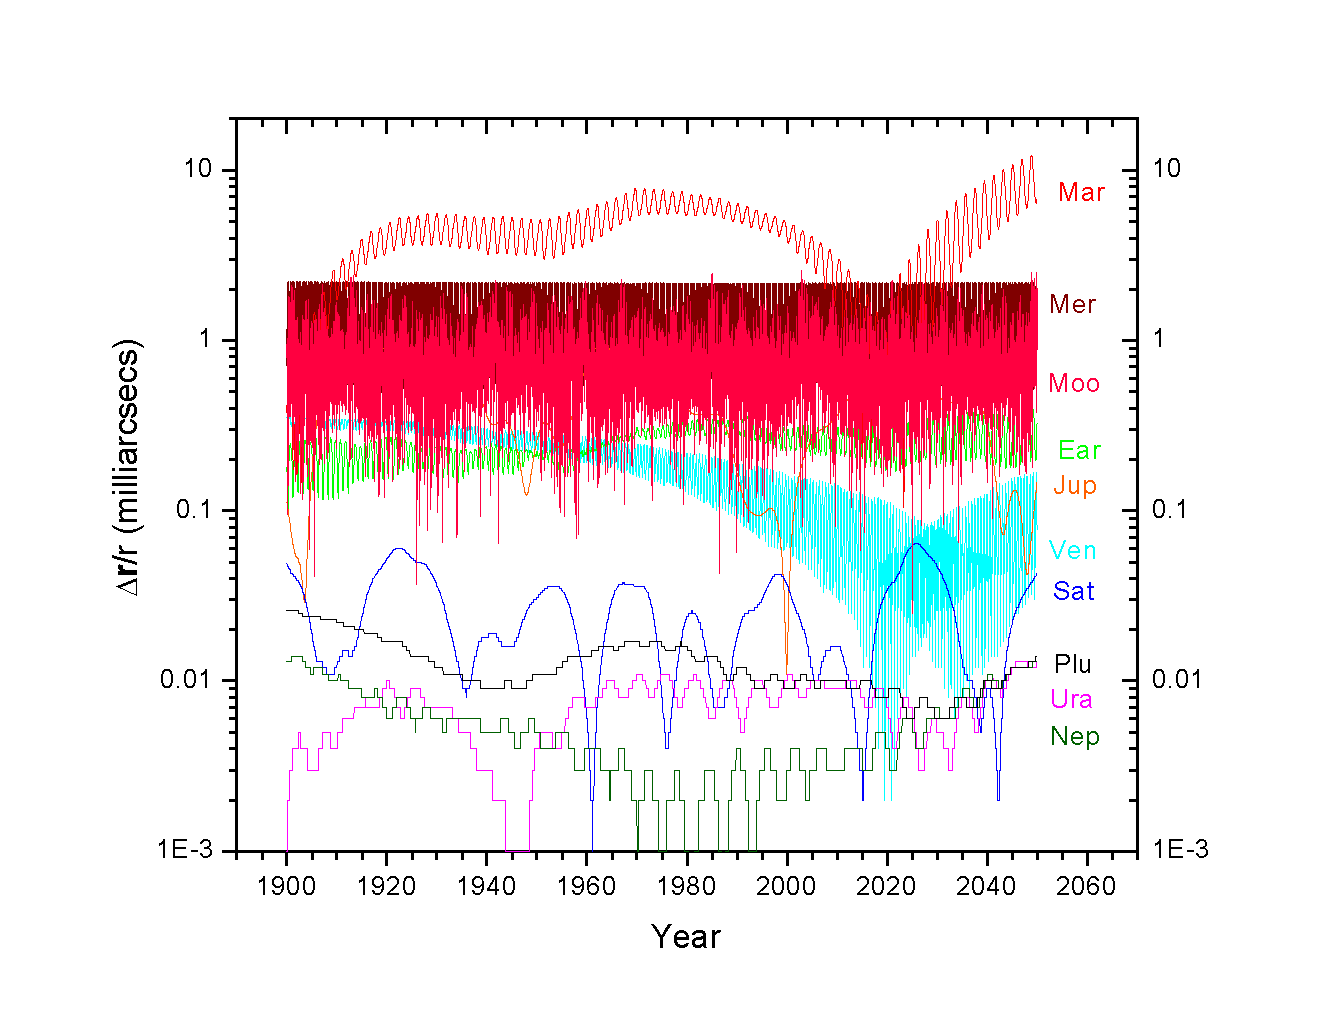 10 10
Mar
Mer
1 1
Moo
Ear
Jup
0.1 0.1
Ven
Sat
Δr/r (milliarcsecs)
Plu
0.01 0.01
Ura
Nep
1E-3 1E-3
1900 1920 1940 1960 1980 2000 2020 2040 2060
Year